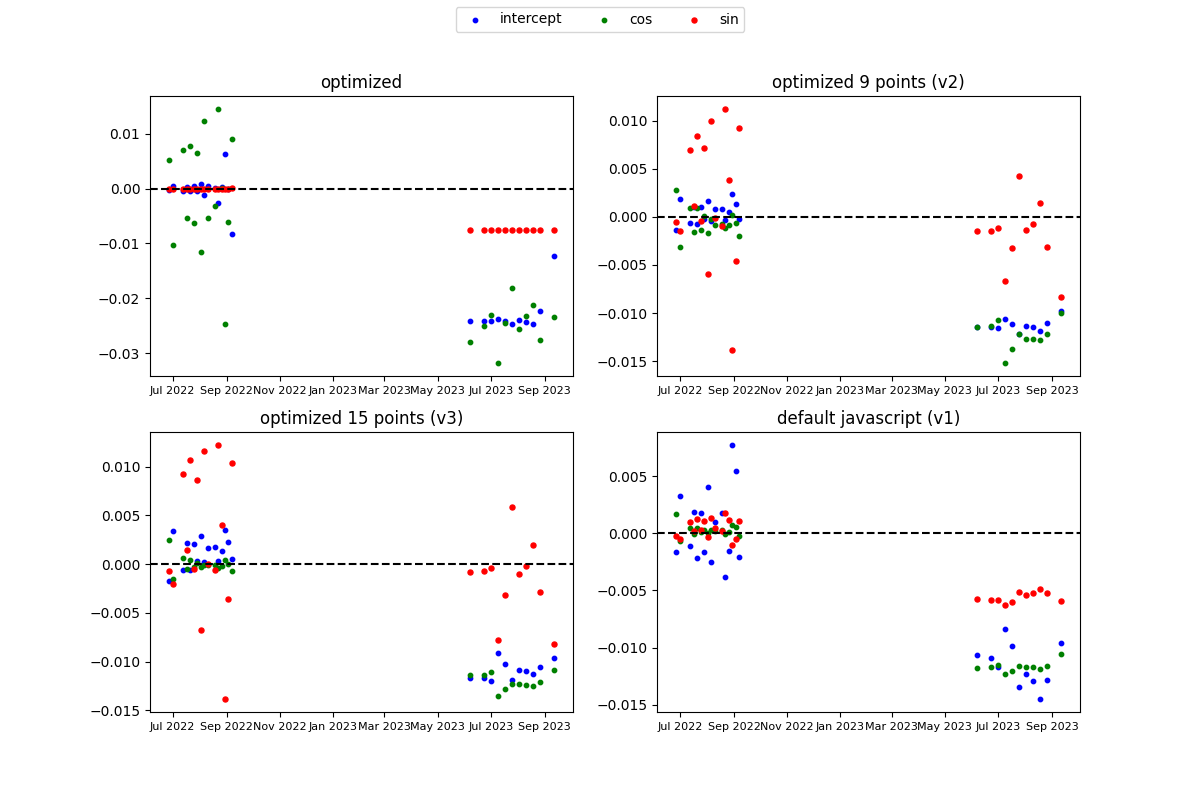 intercept cos sin
optimized
0.01
0.00
−0.01
−0.02
−0.03
Jul 2022 Sep 2022 Nov 2022 Jan 2023 Mar 2023 May 2023 Jul 2023 Sep 2023
optimized 9 points (v2)
0.010
0.005
0.000
−0.005
−0.010
−0.015
Jul 2022 Sep 2022 Nov 2022 Jan 2023 Mar 2023 May 2023 Jul 2023 Sep 2023
optimized 15 points (v3)
0.010
0.005
0.000
−0.005
−0.010
−0.015
Jul 2022 Sep 2022 Nov 2022 Jan 2023 Mar 2023 May 2023 Jul 2023 Sep 2023
default javascript (v1)
0.005
0.000
−0.005
−0.010
−0.015
Jul 2022 Sep 2022 Nov 2022 Jan 2023 Mar 2023 May 2023 Jul 2023 Sep 2023